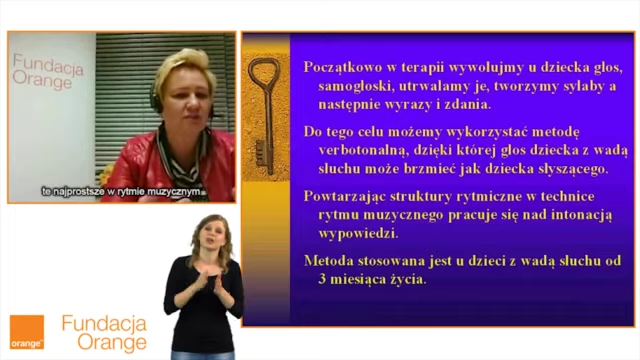 Fundacja
Orange
te najprostsze w rytmie muzycznym.
Początkowo w terapii wywołujmy u dziecka głos,
samogłoski, utrwalamy je, tworzymy sylaby a
następnie wyrazy i zdania.
Do tego celu możemy wykorzystać metodę
verbotonalną, dzięki której głos dziecka z wadą
słuchu może brzmieć jak dziecka słyszącego.
Powtarzając struktury rytmiczne w technice
rytmu muzycznego pracuje się nad intonacją
wypowiedzi.
Metoda stosowana jest u dzieci z wadą słuchu od
3 miesiąca życia.
orange™
Fundacja
Orange